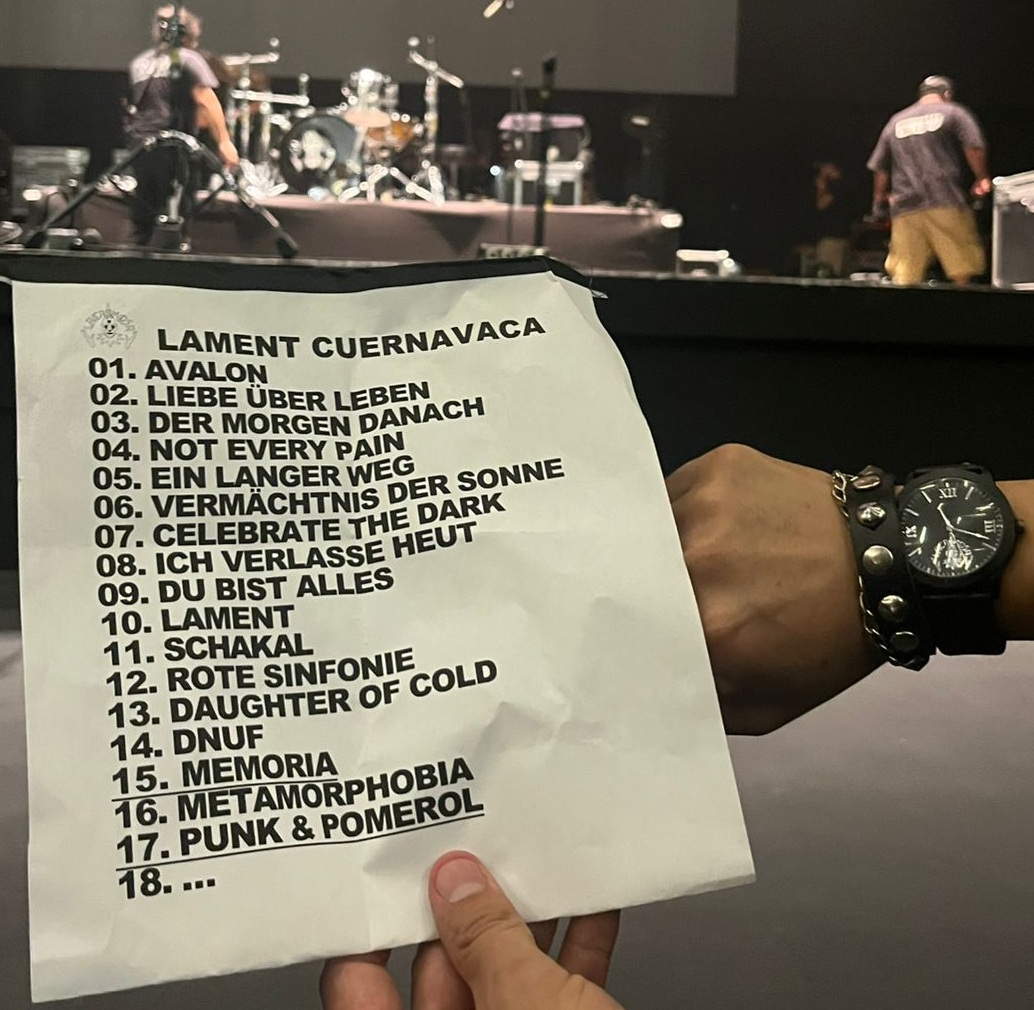 LAMENT CUERNAVACA
01. AVALON
02. LIEBE ÜBER LEBEN
03. DER MORGEN DANACH
04. NOT EVERY PAIN
05. EIN LANGER WEG
06. VERMÄCHTNIS DER SONNE
07. CELEBRATE THE DARK
08. ICH VERLASSE HEUT
09. DU BIST ALLES
10. LAMENT
11. SCHAKAL
12. ROTE SINFONIE
13. DAUGHTER OF COLD
14. DNUF
15. MEMORIA
16. METAMORPHOBIA
17. PUNK & POMEROL
18. ...
XII
III
IX